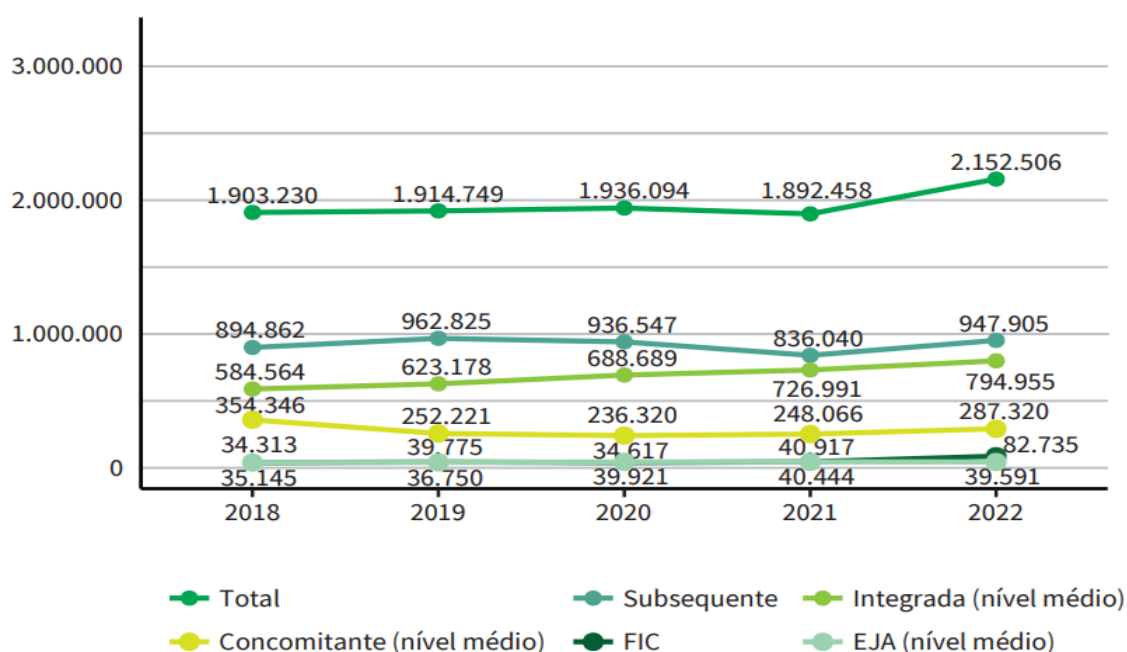 3.000.000
2.152.506
1.903.230 1.914.749 1.936.094 1.892.458
2.000.000
894.862 962.825 936.547 836.040 947.905
1.000.000
584.564 623.178 688.689 726.991 794.955
354.346 252.221 236.320 248.066 287.320
34.313 39.775 34.617 40.917 82.735
0
35.145 36.750 39.921 40.444 39.591
2018 2019 2020 2021 2022
Total Subsequente Integrada (nível médio)
Concomitante (nível médio) FIC EJA (nível médio)